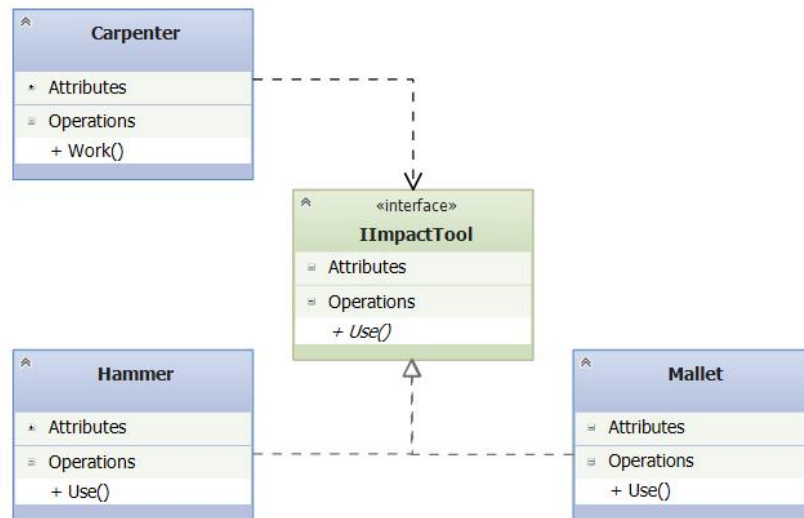 Carpenter
Attributes
Operations
+ Work()
«interface»
IImpactTool
Attributes
Operations
+ Use()
Hammer
Attributes
Operations
+ Use()
Mallet
Attributes
Operations
+ Use()